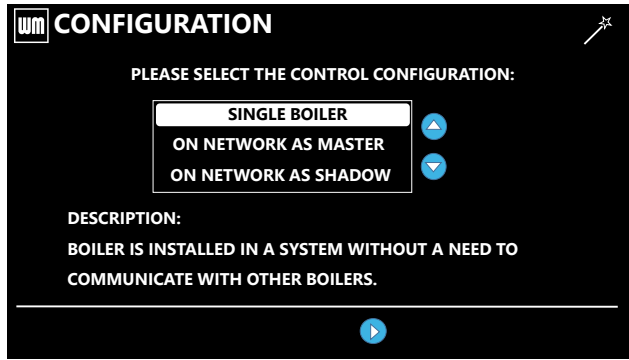 wm CONFIGURATION
PLEASE SELECT THE CONTROL CONFIGURATION:
SINGLE BOILER
ON NETWORK AS MASTER
ON NETWORK AS SHADOW
DESCRIPTION:
BOILER IS INSTALLED IN A SYSTEM WITHOUT A NEED TO
COMMUNICATE WITH OTHER BOILERS.